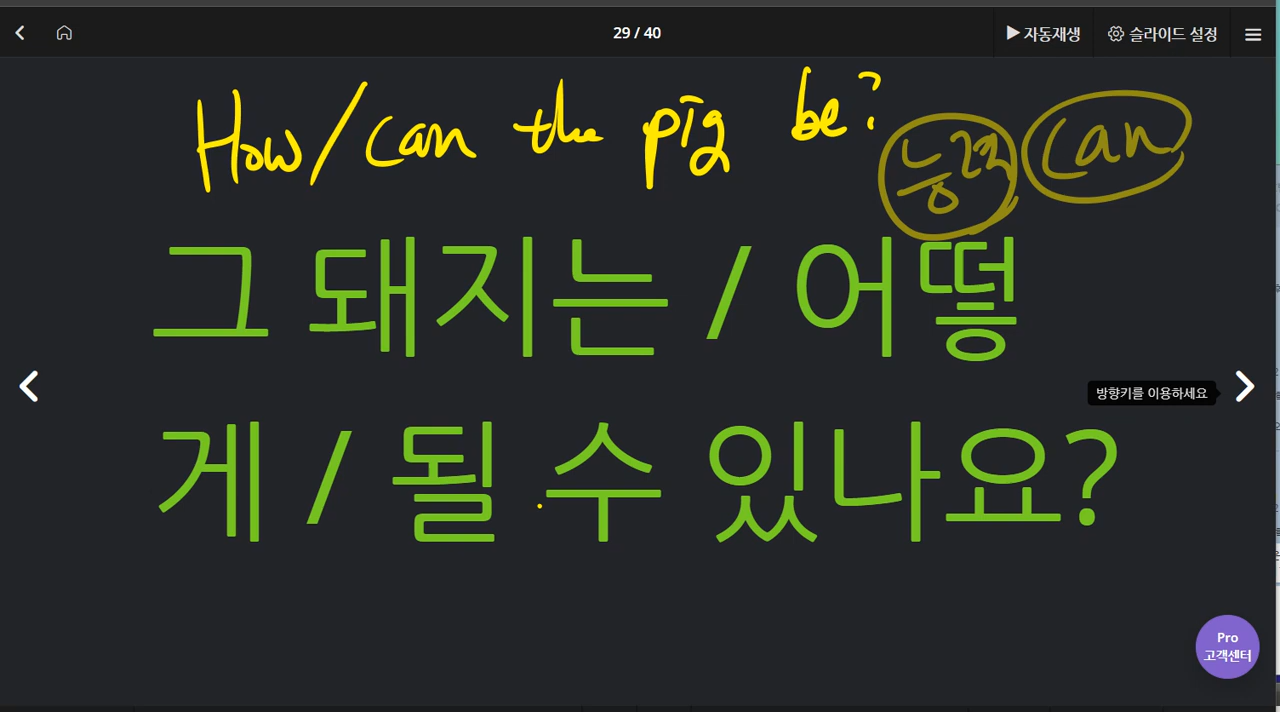 29 / 40
▶자동재생
슬라이드 설정
How/can the pig be?
능력
can
그 돼지는 / 어떻
게 / 될 수 있나요?
방향키를 이용하세요
Pro
고객센터